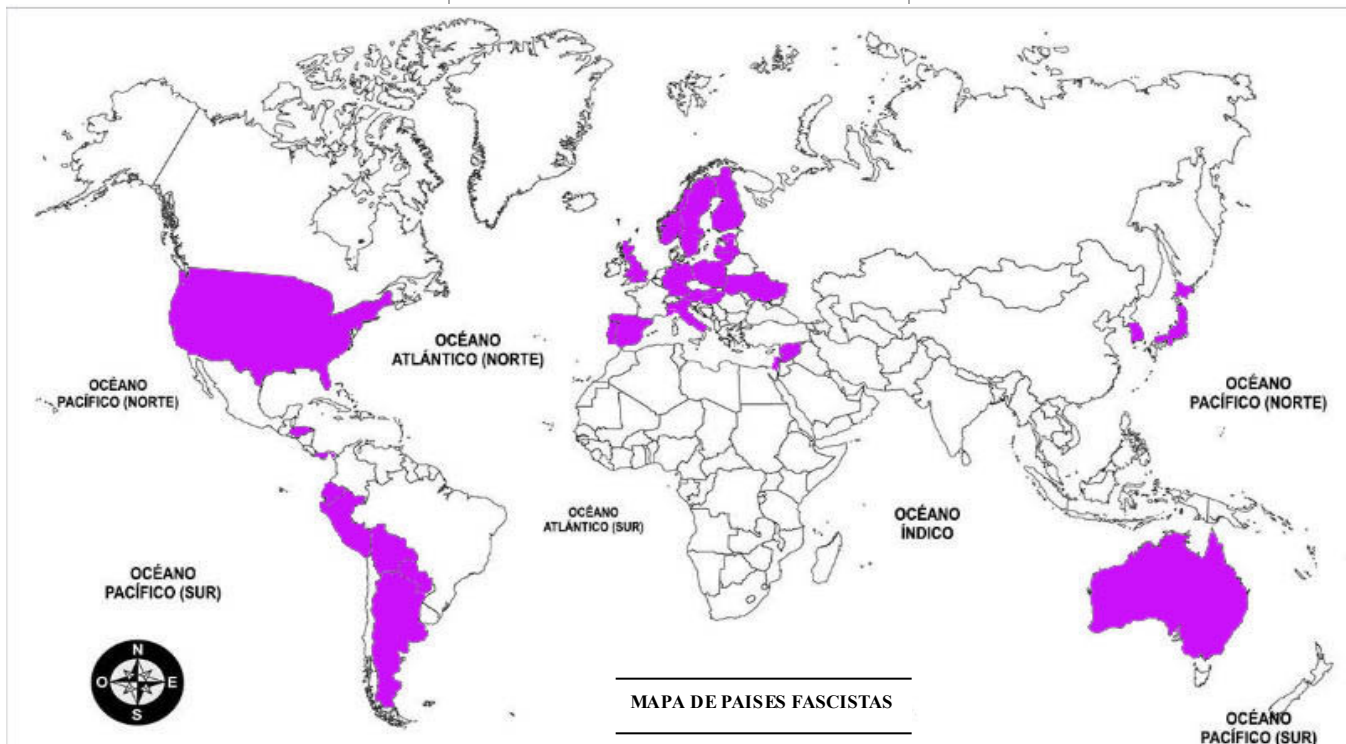 OCÉANO
ATLÁNTICO (NORTE)
OCÉANO
PACÍFICO (NORTE)
OCÉANO
PACÍFICO (NORTE)
OCÉANO
ATLÁNTICO (SUR)
OCÉANO
ÍNDICO
OCÉANO
PACÍFICO (SUR)
N
O
E
S
MAPA DE PAISES FASCISTAS
OCÉANO
PACÍFICO (SUR)